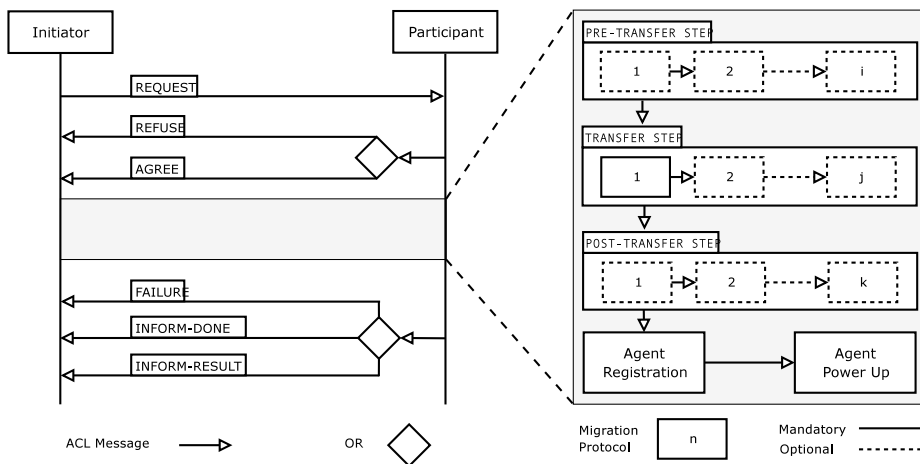 Initiator
Participant
REQUEST
REFUSE
AGREE
FAILURE
INFORM-DONE
INFORM-RESULT
ACL Message
OR
PRE-TRANSFER STEP
1
2
i
TRANSFER STEP
1
2
j
POST-TRANSFER STEP
1
2
k
Agent
Registration
Agent
Power Up
Migration
Protocol
n
Mandatory
Optional